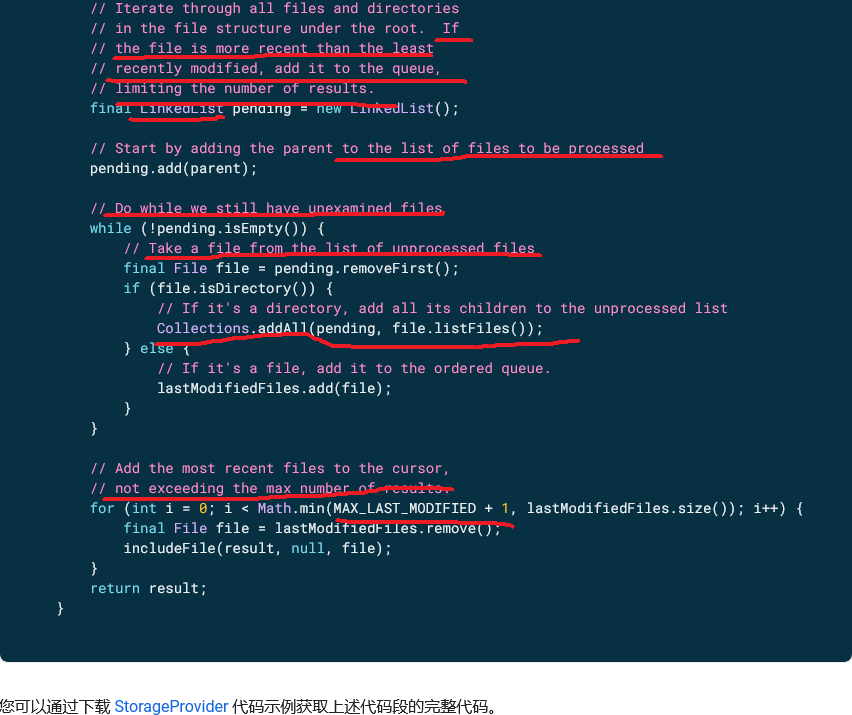 // Iterate through all files and directories
// in the file structure under the root.  If
// the file is more recent than the least
// recently modified, add it to the queue,
// limiting the number of results.
final LinkedList pending = new LinkedList();
// Start by adding the parent to the list of files to be processed
pending.add(parent);
// Do while we still have unexamined files
while (!pending.isEmpty()) {
// Take a file from the list of unprocessed files
final File file = pending.removeFirst();
if (file.isDirectory()) {
// If it's a directory, add all its children to the unprocessed list
Collections.addAll(pending, file.listFiles());
} else {
// If it's a file, add it to the ordered queue.
lastModifiedFiles.add(file);
}
}
// Add the most recent files to the cursor,
// not exceeding the max number of results.
for (int i = 0; i < Math.min(MAX_LAST_MODIFIED + 1, lastModifiedFiles.size()); i++) {
final File file = lastModifiedFiles.remove();
includeFile(result, null, file);
}
return result;
}
您可以通过下载 StorageProvider 代码示例获取上述代码段的完整代码。